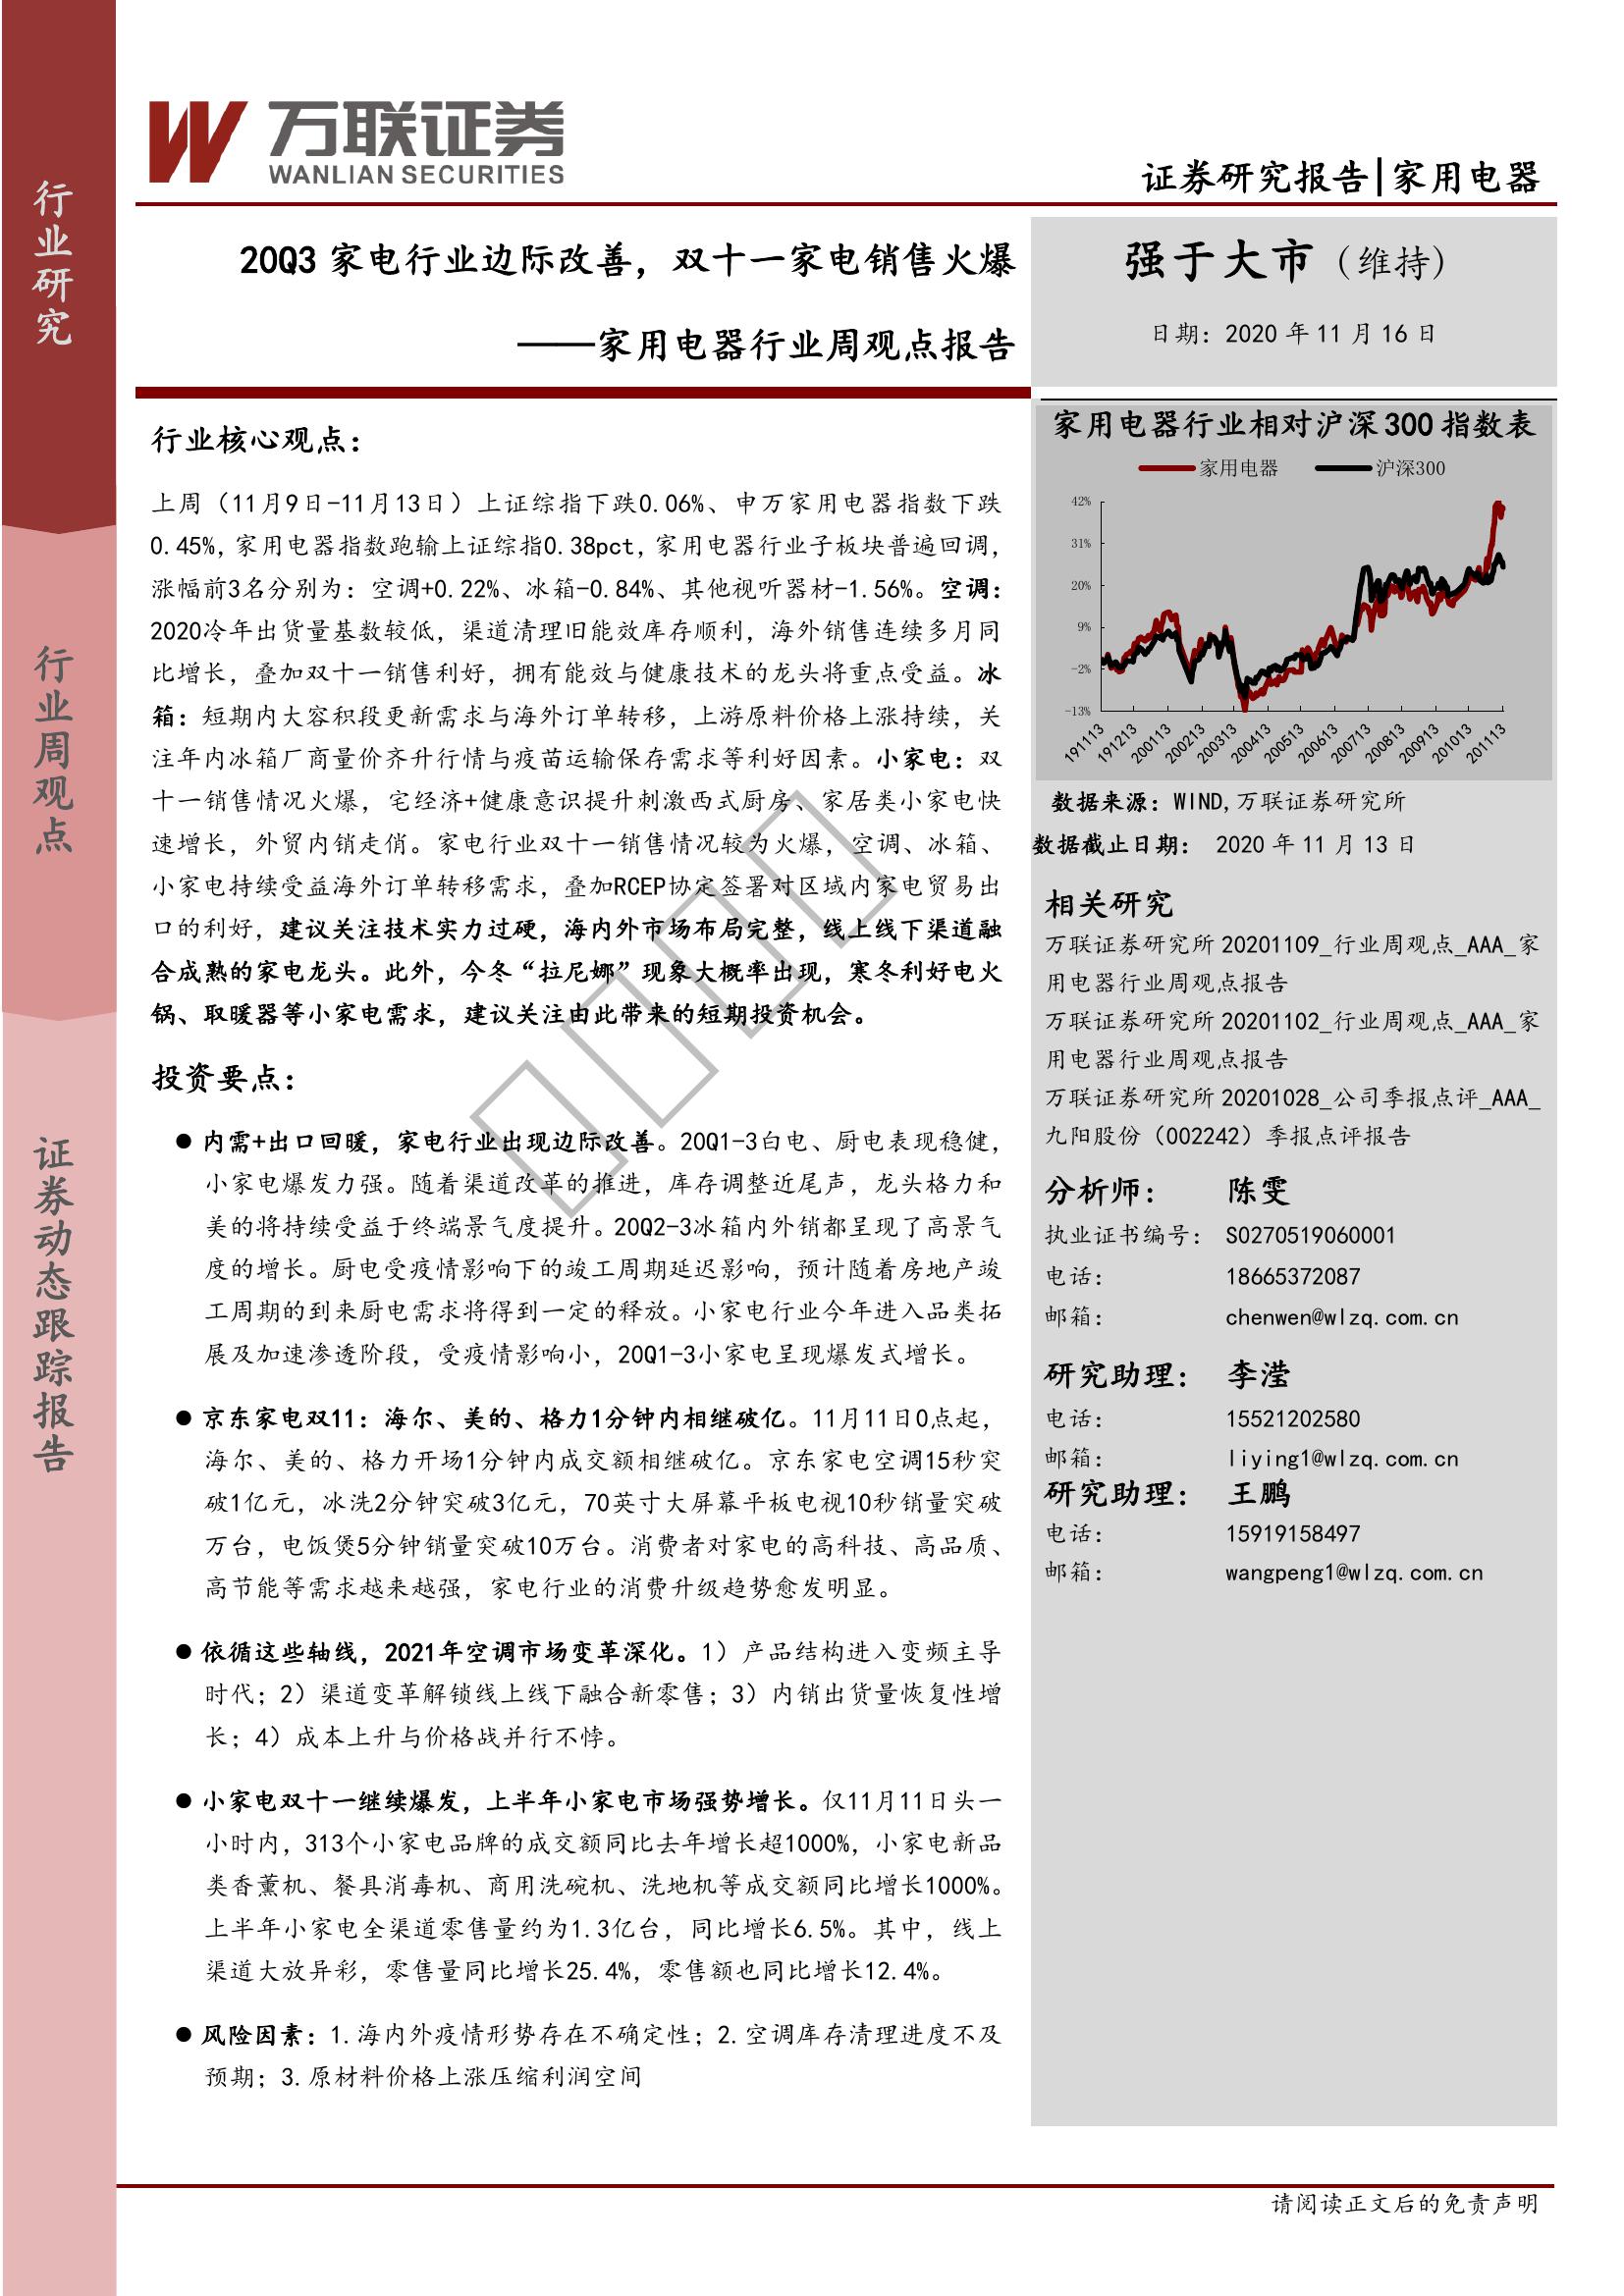 行业研究
行业周观点
证券动态跟踪报告
万联证券
WANLIAN SECURITIES
证券研究报告|家用电器
20Q3 家电行业边际改善，双十一家电销售火爆
——家用电器行业周观点报告
强于大市（维持）
日期：2020 年 11 月 16 日
行业核心观点：
上周（11月9日-11月13日）上证综指下跌0.06%、申万家用电器指数下跌
0.45%,家用电器指数跑输上证综指0.38pct,家用电器行业子板块普遍回调，
涨幅前3名分别为：空调+0.22%、冰箱-0.84%、其他视听器材-1.56%。空调：
2020冷年出货量基数较低，渠道清理旧能效库存顺利，海外销售连续多月同
比增长，叠加双十一销售利好，拥有能效与健康技术的龙头将重点受益。冰
箱：短期内大容积段更新需求与海外订单转移，上游原料价格上涨持续，关
注年内冰箱厂商量价齐升行情与疫苗运输保存需求等利好因素。小家电：双
十一销售情况火爆，宅经济+健康意识提升刺激西式厨房、家居类小家电快
速增长，外贸内销走俏。家电行业双十一销售情况较为火爆，空调、冰箱、
小家电持续受益海外订单转移需求，叠加RCEP协定签署对区域内家电贸易出
口的利好，建议关注技术实力过硬，海内外市场布局完整，线上线下渠道融
合成熟的家电龙头。此外，今冬“拉尼娜”现象大概率出现，寒冬利好电火
锅、取暖器等小家电需求，建议关注由此带来的短期投资机会。
投资要点：
● 内需+出口回暖，家电行业出现边际改善。20Q1-3白电、厨电表现稳健，
小家电爆发力强。随着渠道改革的推进，库存调整近尾声，龙头格力和
美的将持续受益于终端景气度提升。20Q2-3冰箱内外销都呈现了高景气
度的增长。厨电受疫情影响下的竣工周期延迟影响，预计随着房地产竣
工周期的到来厨电需求将得到一定的释放。小家电行业今年进入品类拓
展及加速渗透阶段，受疫情影响小，20Q1-3小家电呈现爆发式增长。
● 京东家电双11：海尔、美的、格力1分钟内相继破亿。11月11日0点起，
海尔、美的、格力开场1分钟内成交额相继破亿。京东家电空调15秒突
破1亿元，冰洗2分钟突破3亿元，70英寸大屏幕平板电视10秒销量突破
万台，电饭煲5分钟销量突破10万台。消费者对家电的高科技、高品质、
高节能等需求越来越强，家电行业的消费升级趋势愈发明显。
● 依循这些轴线，2021年空调市场变革深化。1）产品结构进入变频主导
时代；2）渠道变革解锁线上线下融合新零售；3）内销出货量恢复性增
长；4）成本上升与价格战并行不悖。
● 小家电双十一继续爆发，上半年小家电市场强势增长。仅11月11日头一
小时内，313个小家电品牌的成交额同比去年增长超1000%，小家电新品
类香薰机、餐具消毒机、商用洗碗机、洗地机等成交额同比增长1000%。
上半年小家电全渠道零售量约为1.3亿台，同比增长6.5%。其中，线上
渠道大放异彩，零售量同比增长25.4%，零售额也同比增长12.4%。
● 风险因素：1.海内外疫情形势存在不确定性；2.空调库存清理进度不及
预期；3.原材料价格上涨压缩利润空间
家用电器行业相对沪深 300 指数表
家用电器 沪深300
42%
31%
20%
9%
-2%
-13%
191113 191213 200113 200213 200313 200413 200513 200613 200713 200813 200913 201013 201113
数据来源：WIND,万联证券研究所
数据截止日期： 2020 年 11 月 13 日
相关研究
万联证券研究所 20201109_行业周观点_AAA_家
用电器行业周观点报告
万联证券研究所 20201102_行业周观点_AAA_家
用电器行业周观点报告
万联证券研究所 20201028_公司季报点评_AAA_
九阳股份（002242）季报点评报告
分析师： 陈雯
执业证书编号： S0270519060001
电话： 18665372087
邮箱： chenwen@wlzq.com.cn
研究助理： 李滢
电话： 15521202580
邮箱： liying1@wlzq.com.cn
研究助理： 王鹏
电话： 15919158497
邮箱： wangpeng1@wlzq.com.cn
请阅读正文后的免责声明